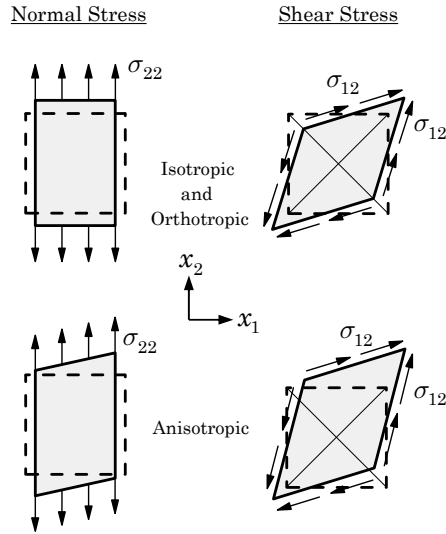 Normal Stress
Shear Stress
σ22
σ12
σ12
Isotropic
and
Orthotropic
x2
x1
σ22
σ12
σ12
Anisotropic